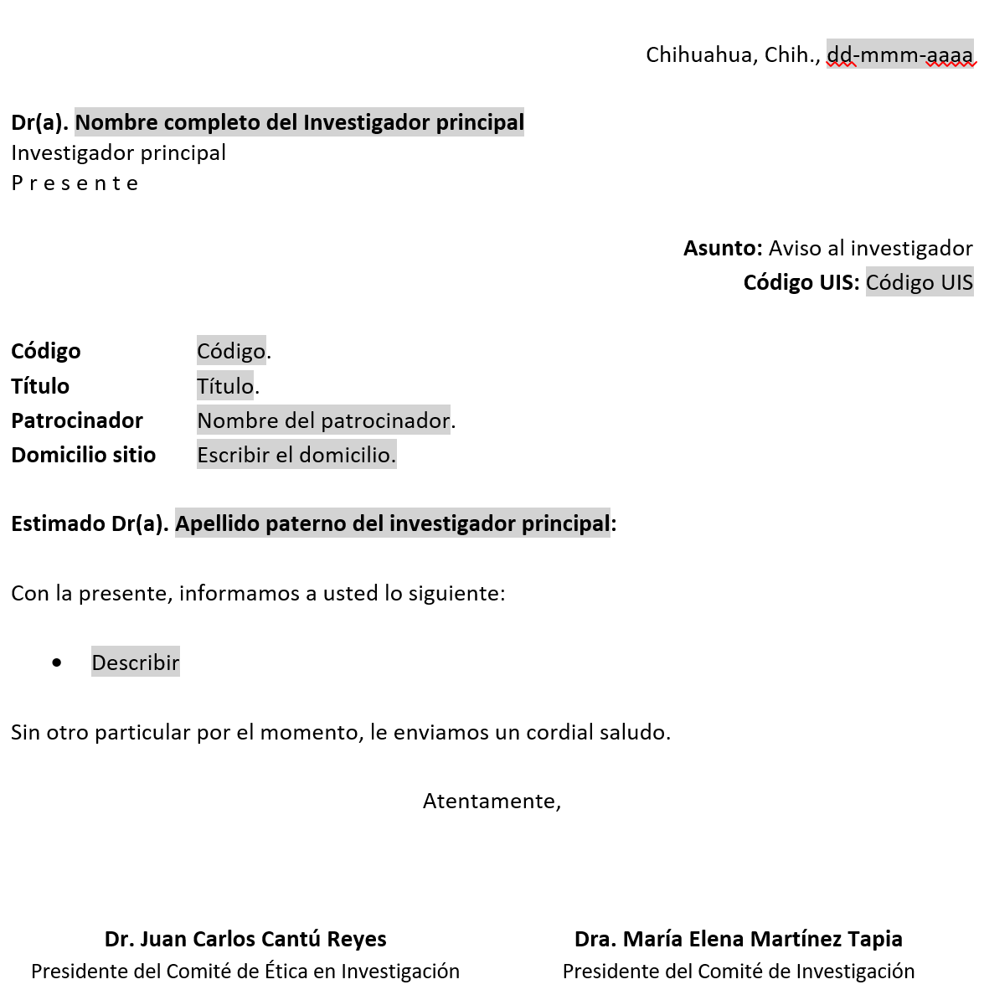 Chihuahua, Chih., dd-mmm-aaaa
Dr(a). Nombre completo del Investigador principal
Investigador principal
P r e s e n t e
Asunto: Aviso al investigador
Código UIS: Código UIS
Código Código.
Título Título.
Patrocinador Nombre del patrocinador.
Domicilio sitio Escribir el domicilio.
Estimado Dr(a). Apellido paterno del investigador principal:
Con la presente, informamos a usted lo siguiente:
• Describir
Sin otro particular por el momento, le enviamos un cordial saludo.
Atentamente,
Dr. Juan Carlos Cantú Reyes Dra. María Elena Martínez Tapia
Presidente del Comité de Ética en Investigación Presidente del Comité de Investigación